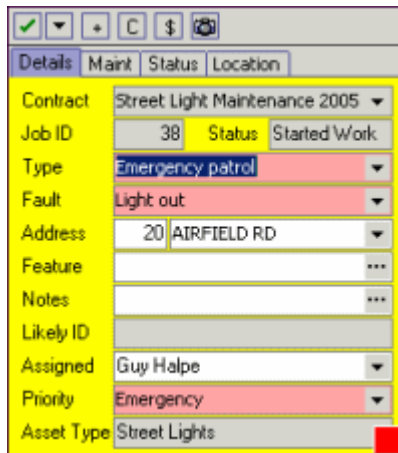 + C $
Details Maint Status Location
Contract Street Light Maintenance 2005
Job ID 38 Status Started Work
Type Emergency patrol
Fault Light out
Address 20 AIRFIELD RD
Feature ...
Notes ...
Likely ID
Assigned Guy Halpe
Priority Emergency
Asset Type Street Lights